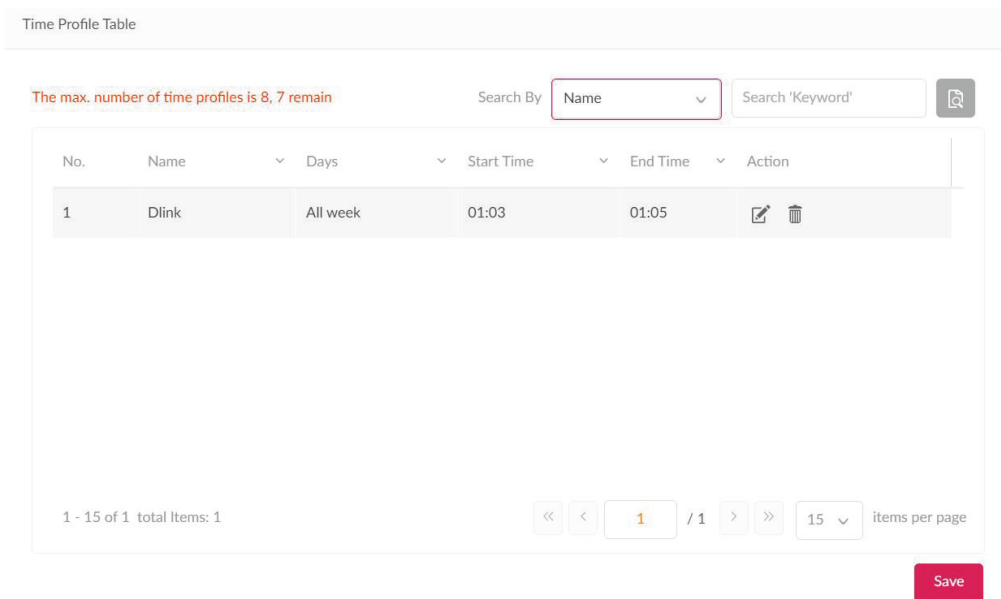 Time Profile Table
The max. number of time profiles is 8, 7 remain Search By Name Search 'Keyword'
No. Name Days Start Time End Time Action
1 Dlink All week 01:03 01:05
1 - 15 of 1 total Items: 1 << < 1 / 1 > >> 15 items per page
Save